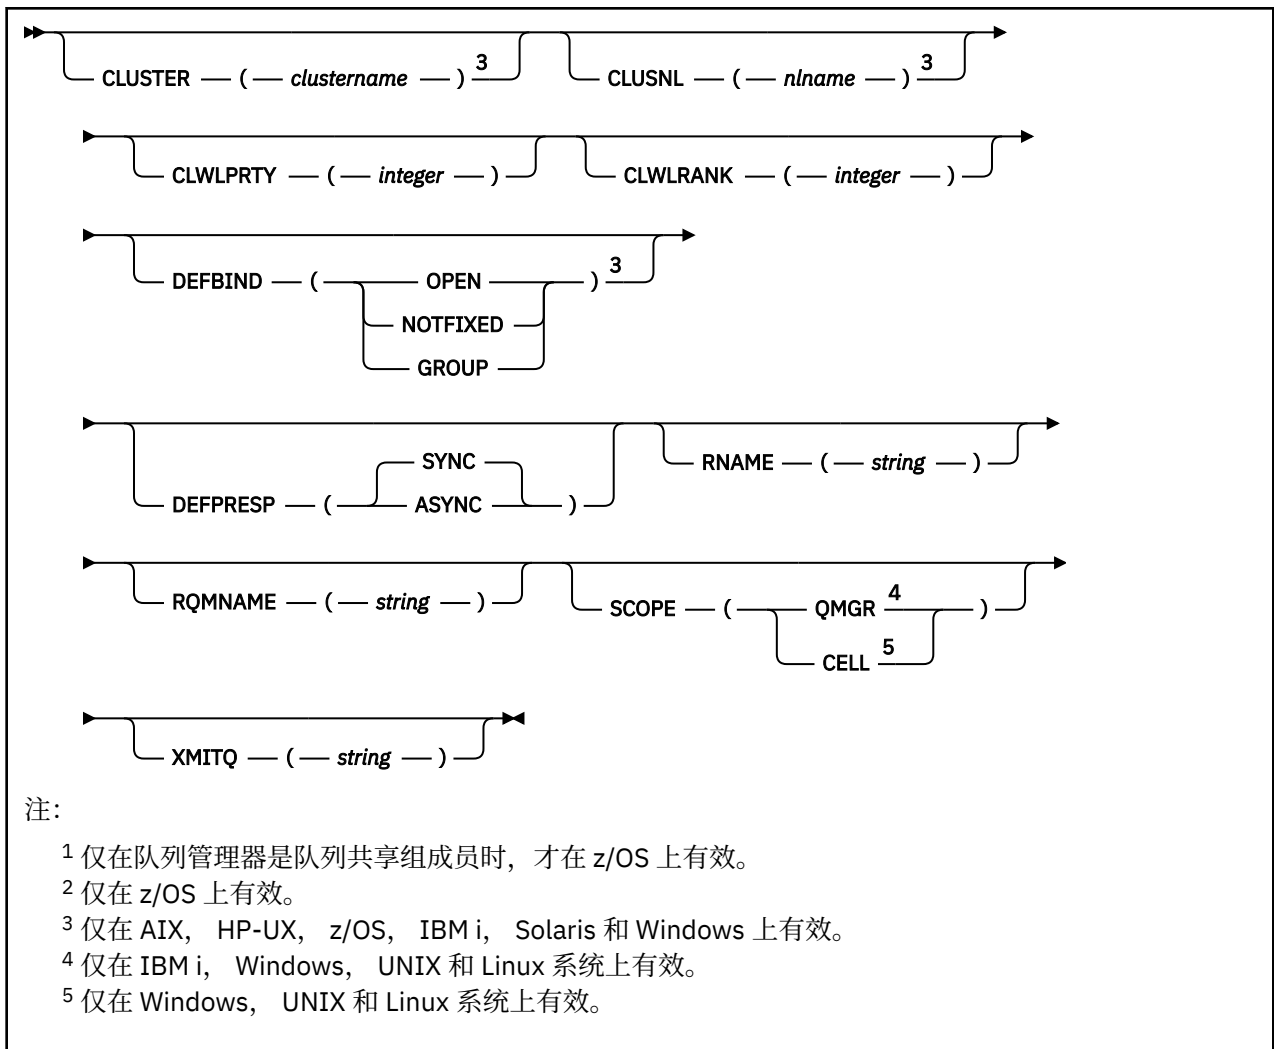 CLUSTER ( clustername ) 3 CLUSNL ( nlname ) 3
CLWLPRTY ( integer ) CLWLRANK ( integer )
DEFBIND ( OPEN ) 3
NOTFIXED
GROUP
SYNC
DEFPRESP ( ASYNC ) RNAME ( string )
RQMNAME ( string ) SCOPE ( QMGR 4 )
CELL 5
XMITQ ( string )
注：
1 仅在队列管理器是队列共享组成员时，才在 z/OS 上有效。
2 仅在 z/OS 上有效。
3 仅在 AIX， HP-UX， z/OS， IBM i， Solaris 和 Windows 上有效。
4 仅在 IBM i， Windows， UNIX 和 Linux 系统上有效。
5 仅在 Windows， UNIX 和 Linux 系统上有效。